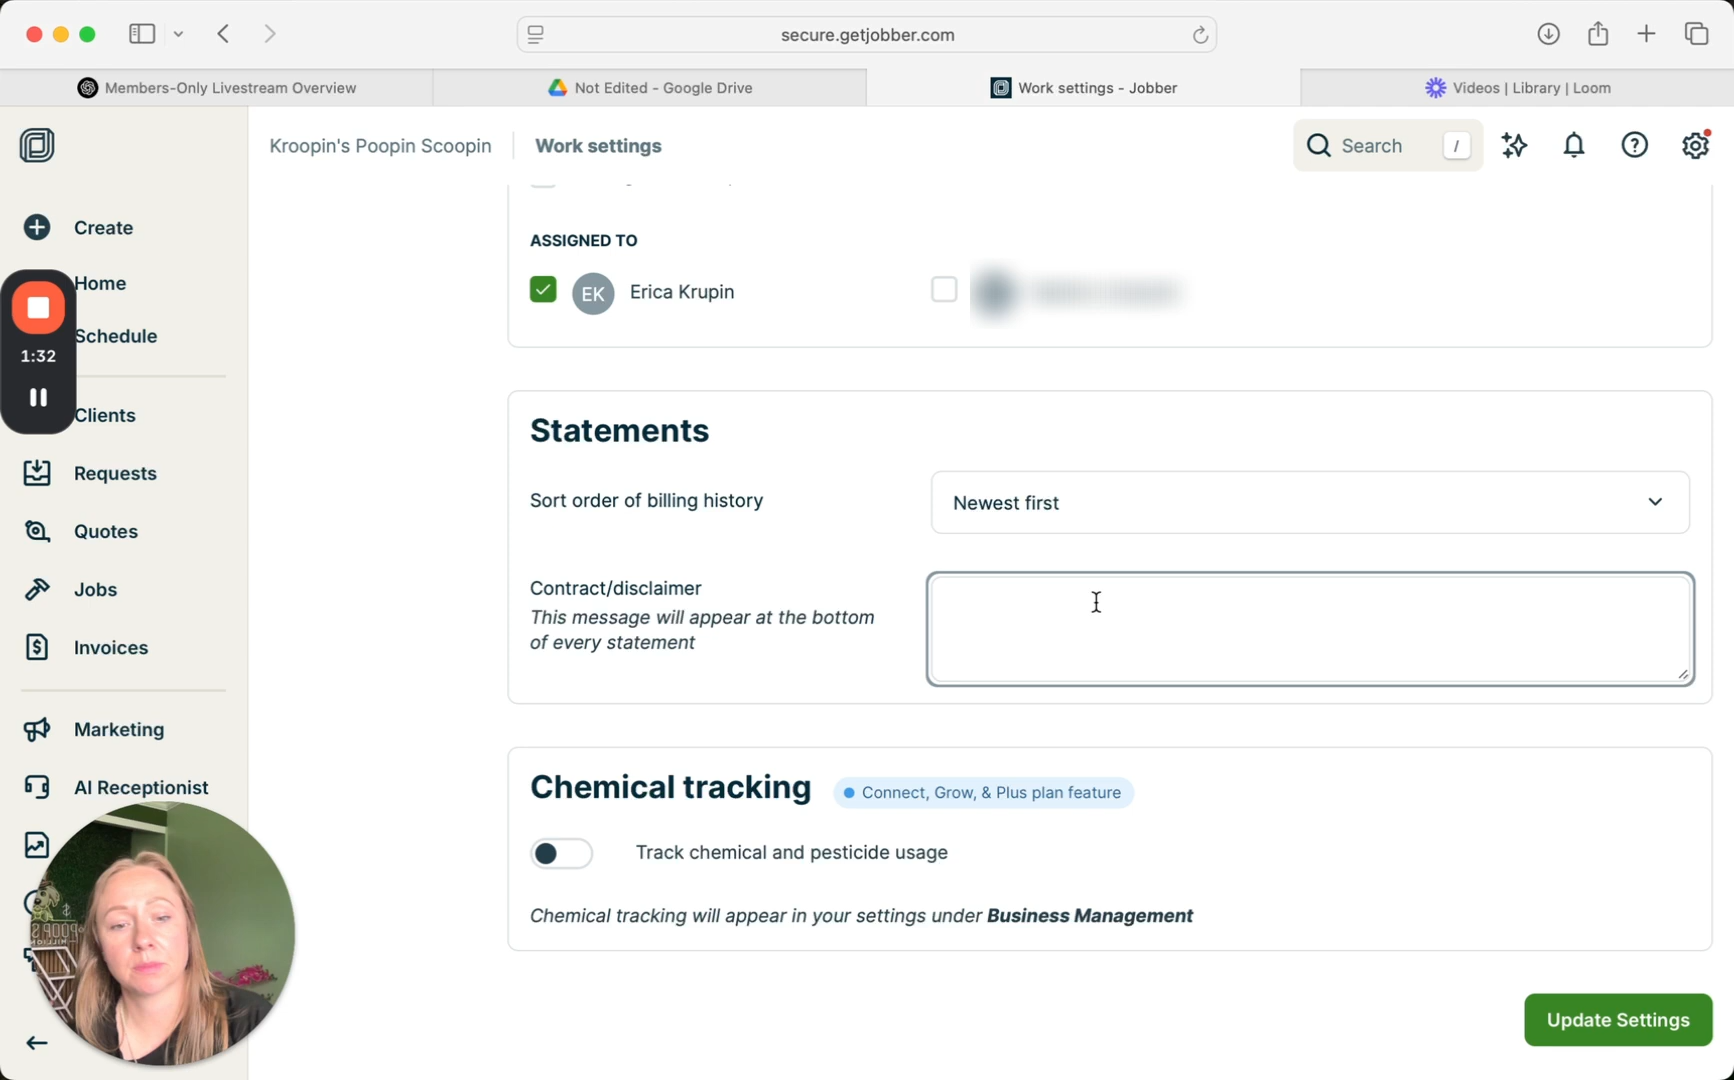 secure.getjobber.com
Members-Only Livestream Overview
Not Edited - Google Drive
Work settings - Jobber
Videos | Library | Loom
Kroopin's Poopin Scoopin
Work settings
Search
/
Create
Home
Schedule
Clients
Requests
Quotes
Jobs
Invoices
Marketing
AI Receptionist
1:32
ASSIGNED TO
EK
Erica Krupin
Statements
Sort order of billing history
Newest first
Contract/disclaimer
This message will appear at the bottom
of every statement
Chemical tracking
Connect, Grow, & Plus plan feature
Track chemical and pesticide usage
Chemical tracking will appear in your settings under Business Management
Update Settings